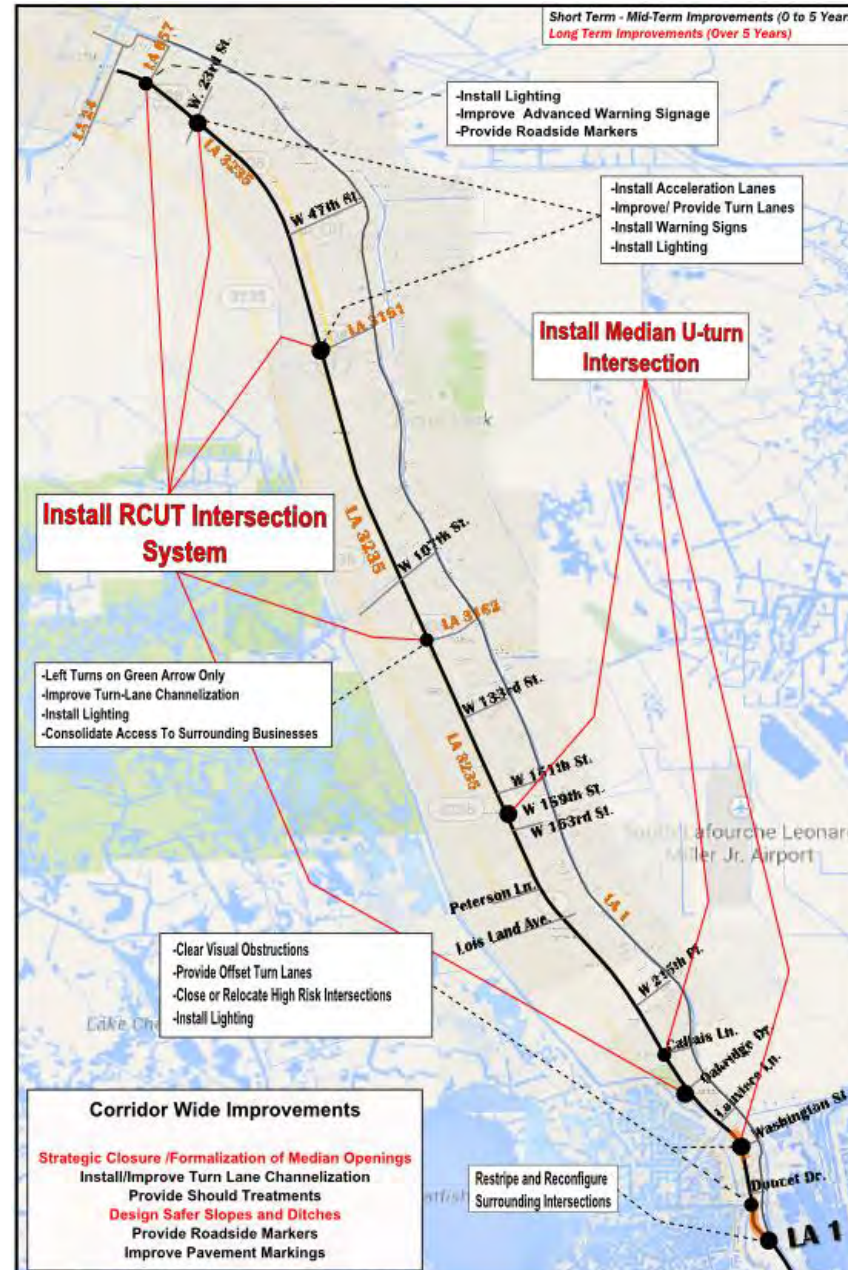 Short Term - Mid-Term Improvements (0 to 5 Year
Long Term Improvements (Over 5 Years)
LA 657
W. 23rd St.
LA 24
-Install Lighting
-Improve Advanced Warning Signage
-Provide Roadside Markers
LA 3235
-Install Acceleration Lanes
-Improve/ Provide Turn Lanes
-Install Warning Signs
-Install Lighting
W 47th St.
3235
LA 3161
Install Median U-turn
Intersection
Install RCUT Intersection
System
LA 3235
W 107th St.
LA 3162
-Left Turns on Green Arrow Only
-Improve Turn-Lane Channelization
-Install Lighting
-Consolidate Access To Surrounding Businesses
W 133rd St.
LA 3235
W 151th St.
W 159th St.
W 163rd St.
South Lafourche Leonard
Miller Jr. Airport
Peterson Ln.
LA 1
Lois Land Ave.
-Clear Visual Obstructions
-Provide Offset Turn Lanes
-Close or Relocate High Risk Intersections
-Install Lighting
W 215th Pl.
Lake Che
Callais Ln.
Oakridge Dr.
Washington St.
Corridor Wide Improvements
Strategic Closure /Formalization of Median Openings
Install/Improve Turn Lane Channelization
Provide Should Treatments
Design Safer Slopes and Ditches
Provide Roadside Markers
Improve Pavement Markings
Restripe and Reconfigure
Surrounding Intersections
Doucet Dr.
atfish
LA 1